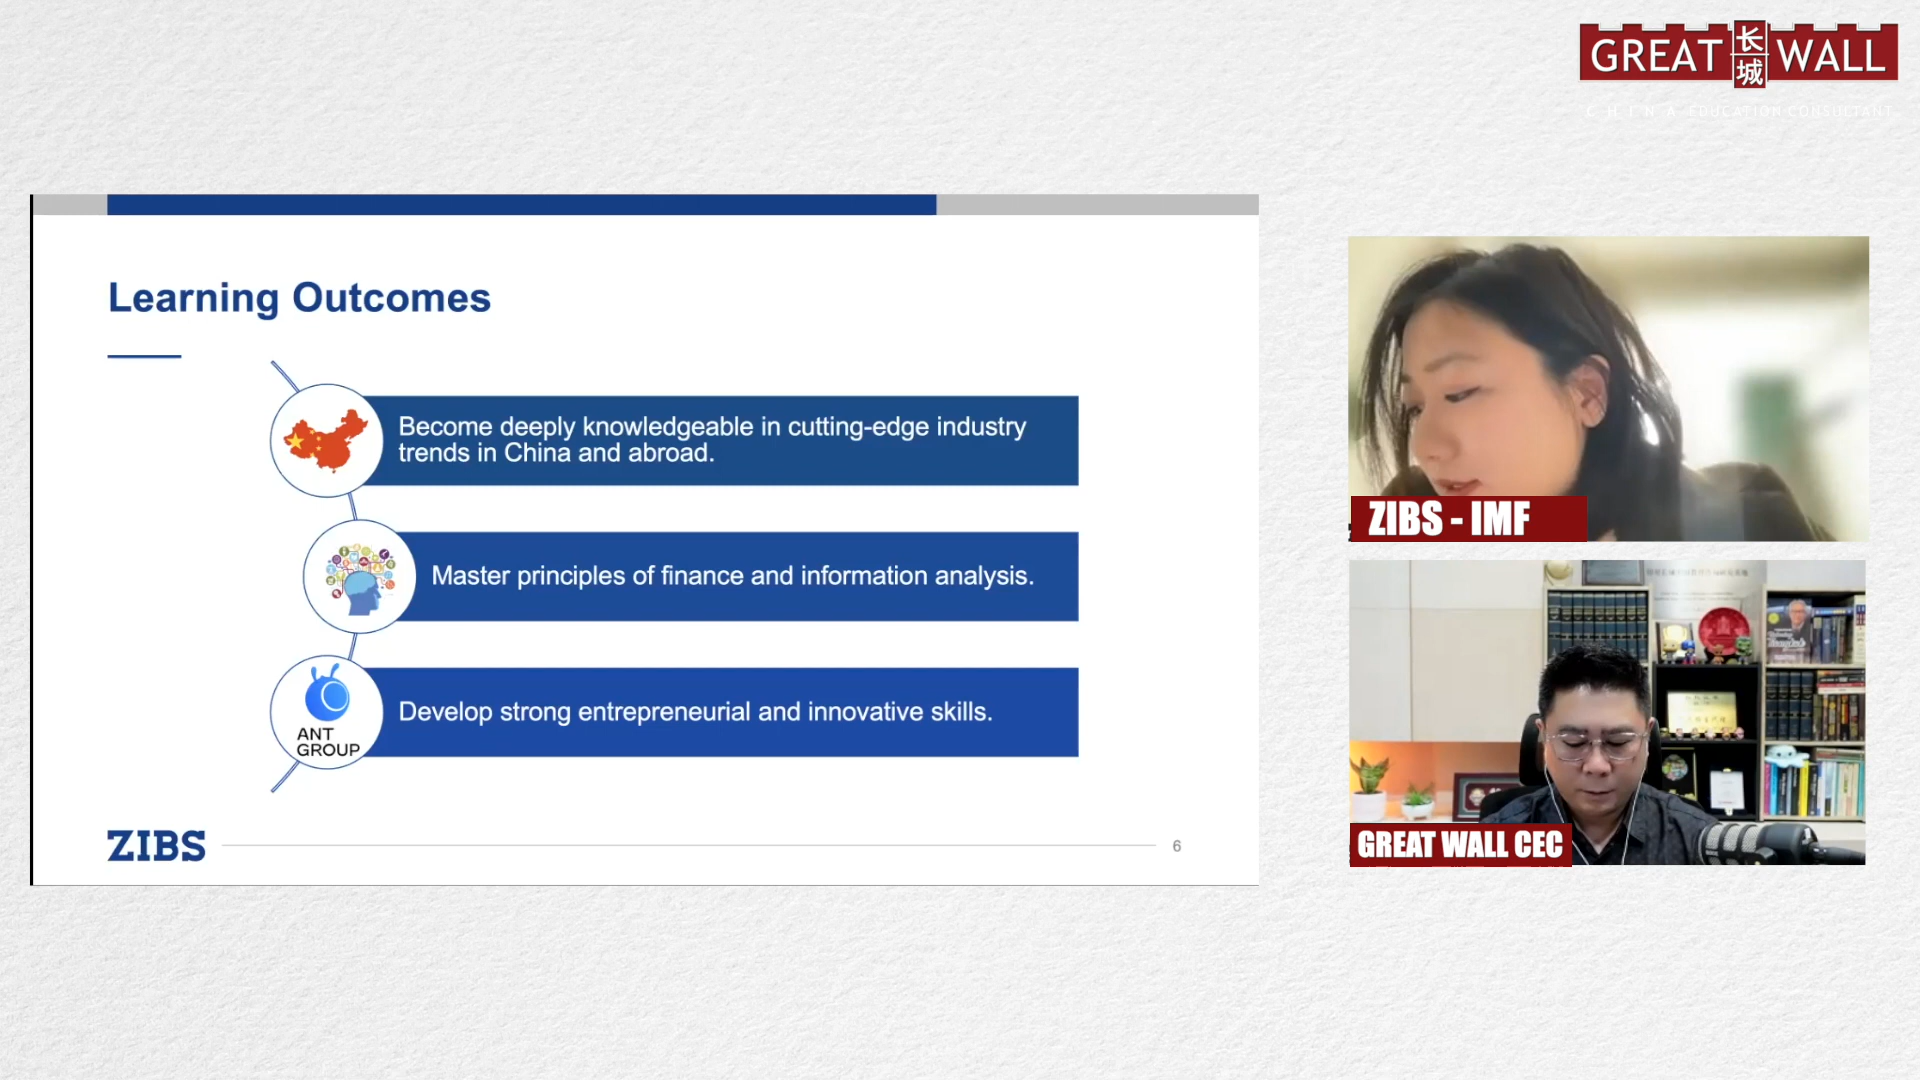 GREAT 长城 WALL
CHINA EDUCATION CONSULTANT
Learning Outcomes
Become deeply knowledgeable in cutting-edge industry
trends in China and abroad.
Master principles of finance and information analysis.
ANT
GROUP
Develop strong entrepreneurial and innovative skills.
ZIBS
6
ZIBS - IMF
GREAT WALL CEC